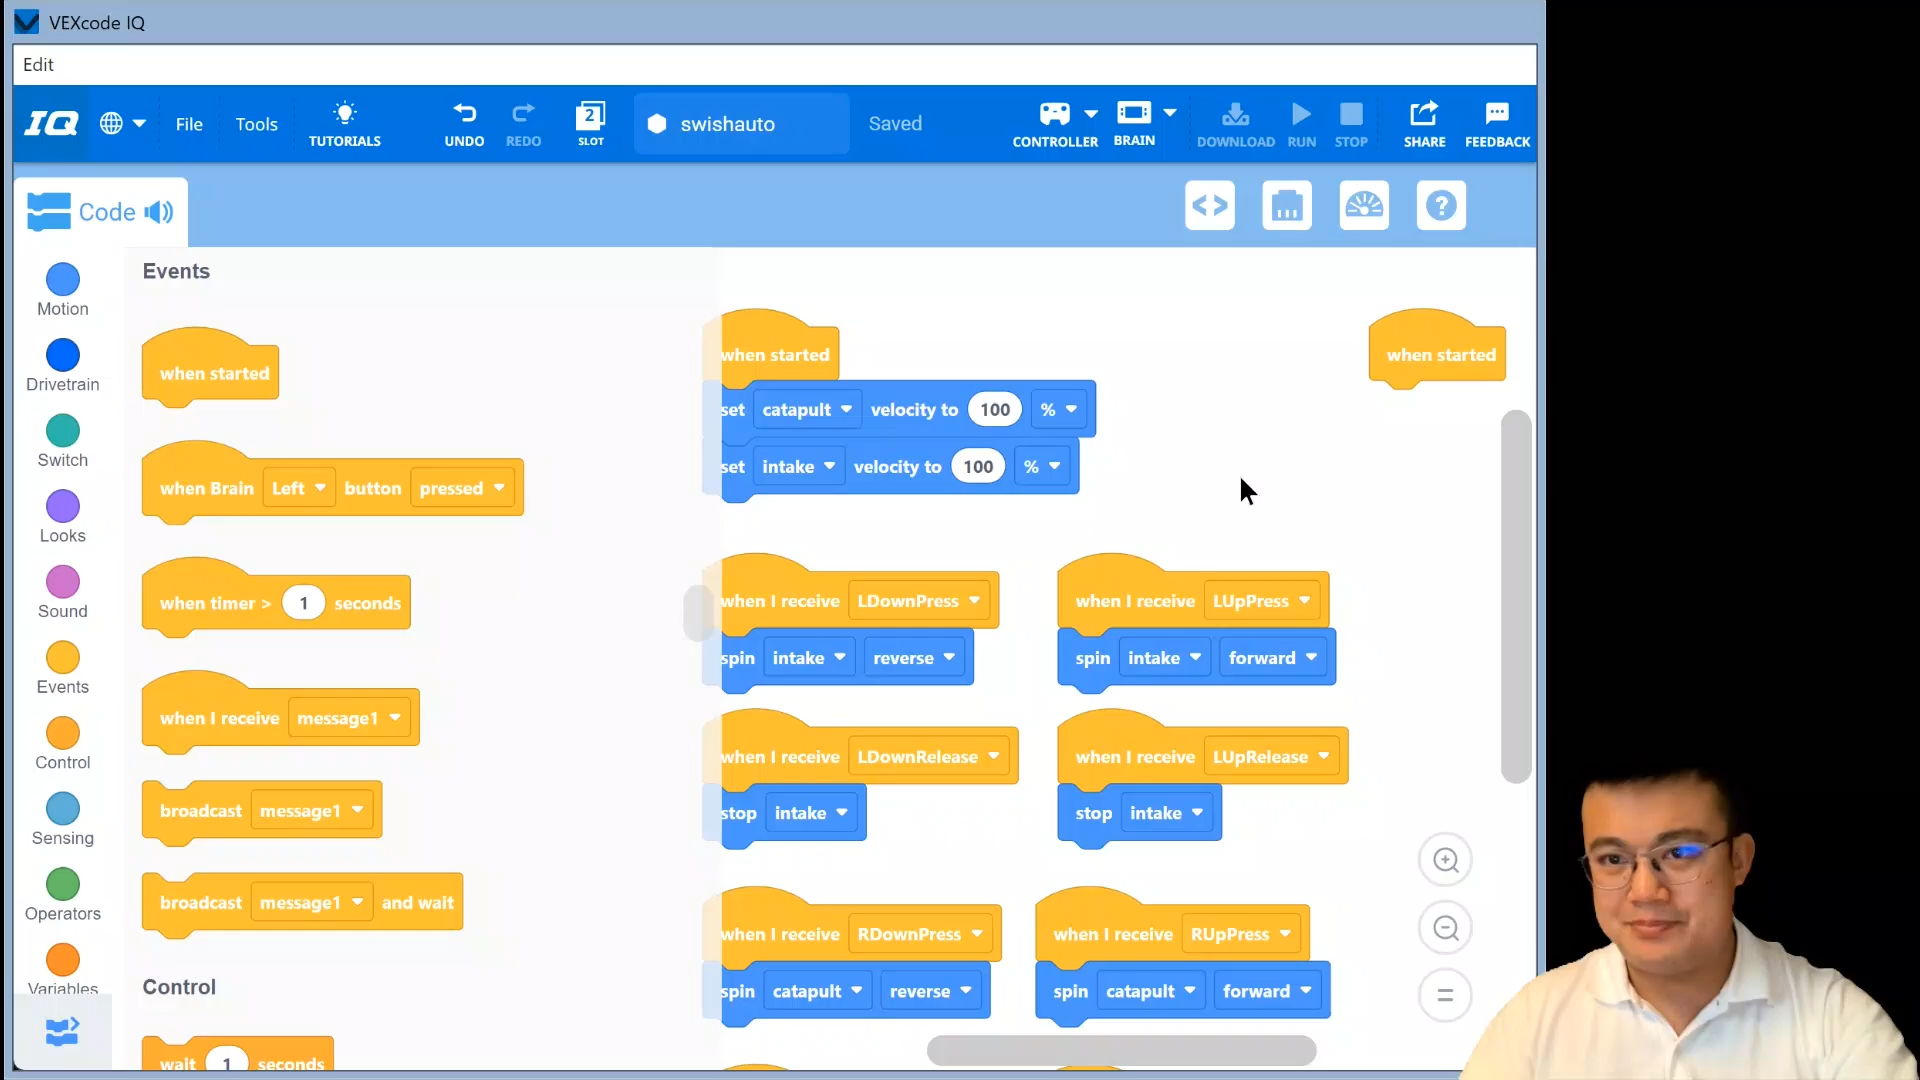 VEXcode IQ
Edit
IQ
File
Tools
TUTORIALS
UNDO
REDO
2
SLOT
swishauto
Saved
CONTROLLER
BRAIN
DOWNLOAD
RUN
STOP
SHARE
FEEDBACK
Code
?
Motion
Drivetrain
Switch
Looks
Sound
Events
Control
Sensing
Operators
Variables
Events
when started
when Brain Left button pressed
when timer > 1 seconds
when I receive message1
broadcast message1
broadcast message1 and wait
Control
wait 1 seconds
when started
set catapult velocity to 100 %
set intake velocity to 100 %
when started
when I receive LDownPress
spin intake reverse
when I receive LUpPress
spin intake forward
when I receive LDownRelease
stop intake
when I receive LUpRelease
stop intake
when I receive RDownPress
spin catapult reverse
when I receive RUpPress
spin catapult forward